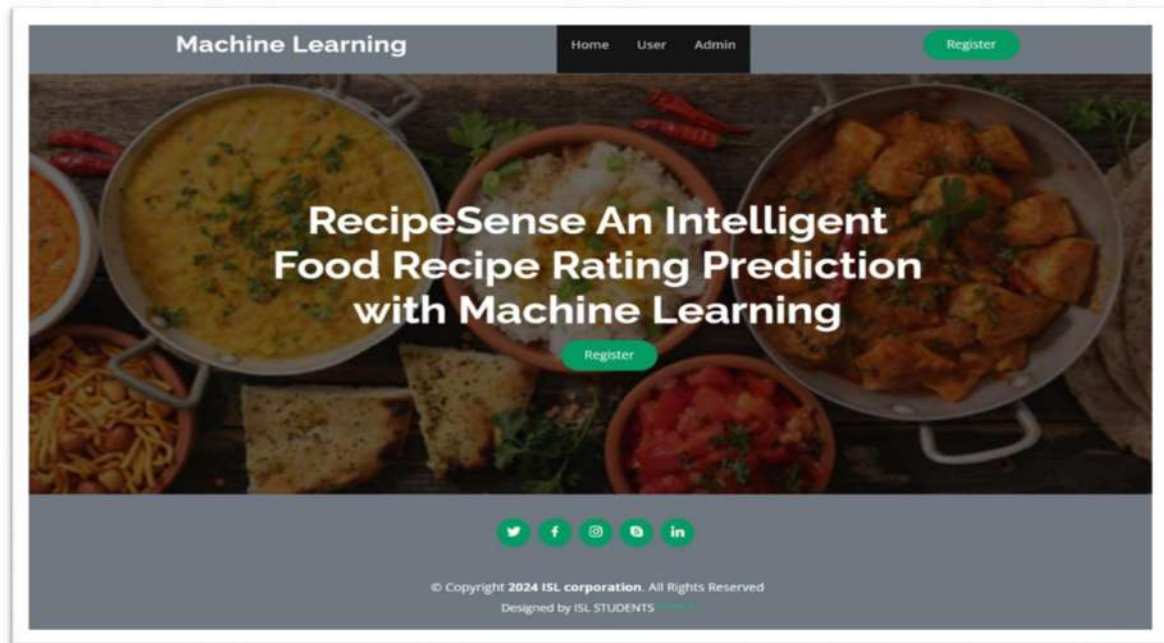 Machine Learning
Home User Admin
Register
RecipeSense An Intelligent
Food Recipe Rating Prediction
with Machine Learning
Register
© Copyright 2024 ISL corporation. All Rights Reserved
Designed by ISL STUDENTS